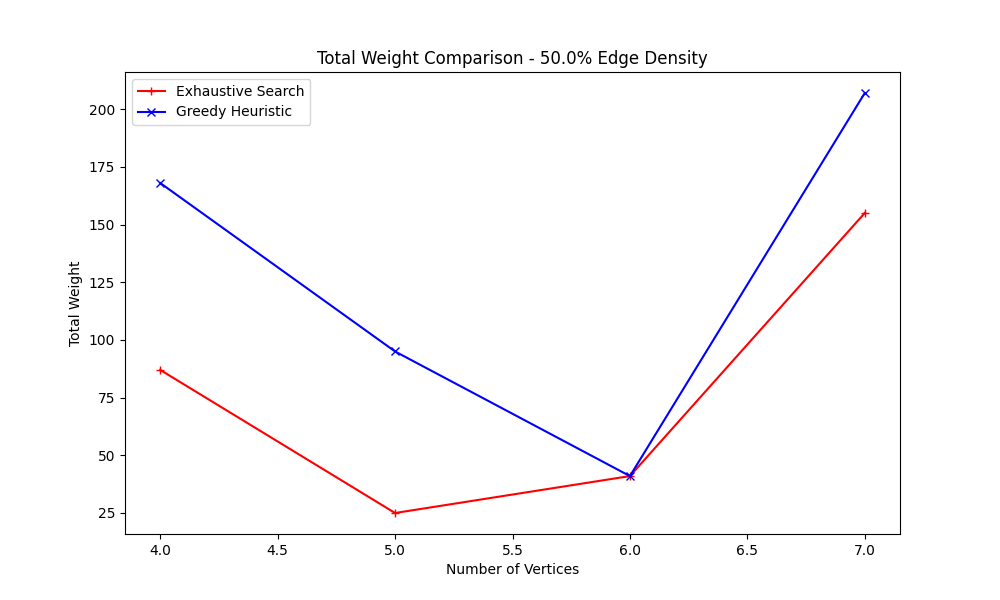 Total Weight Comparison - 50.0% Edge Density
Exhaustive Search
Greedy Heuristic
Total Weight
200
175
150
125
100
75
50
25
4.0 4.5 5.0 5.5 6.0 6.5 7.0
Number of Vertices